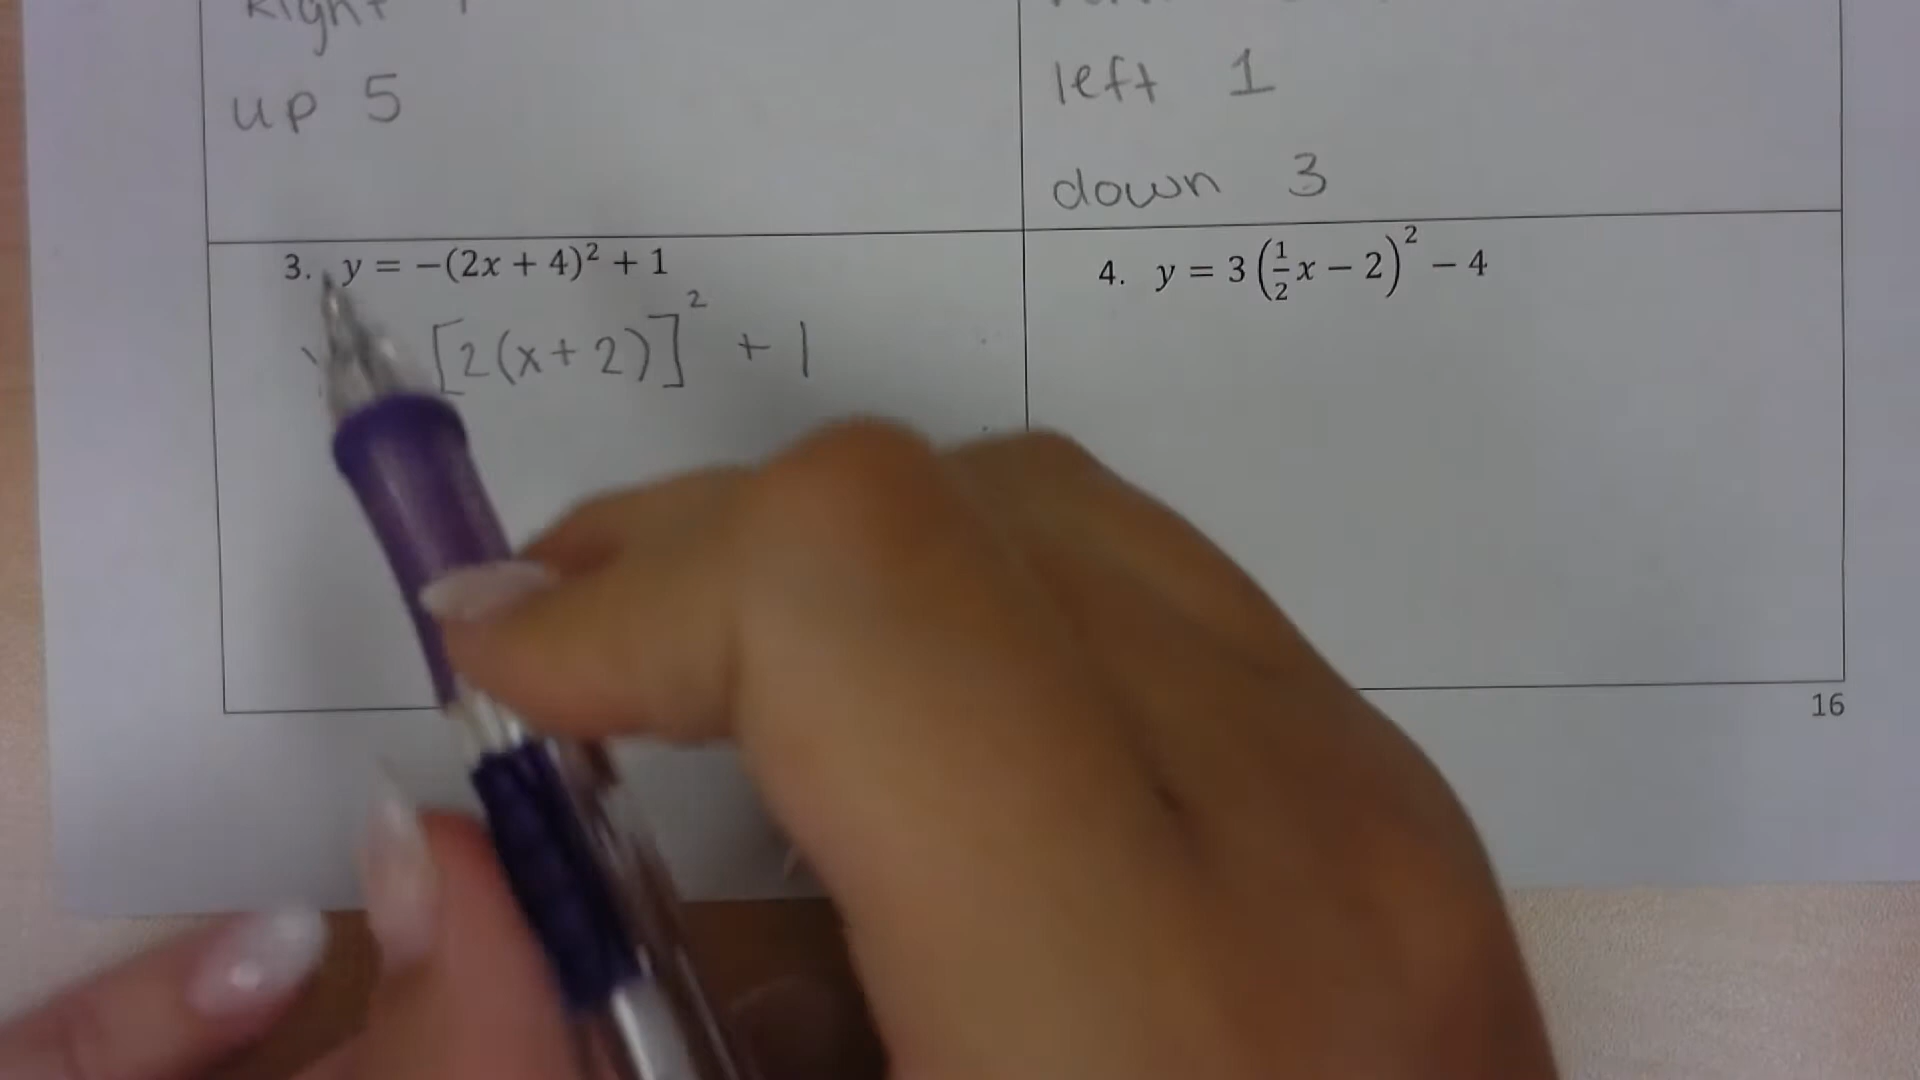 Right
up 5
left 1
down 3
3. y = −(2x + 4)² + 1
[2(x + 2)]² + 1
4. y = 3(½x − 2)² − 4
16